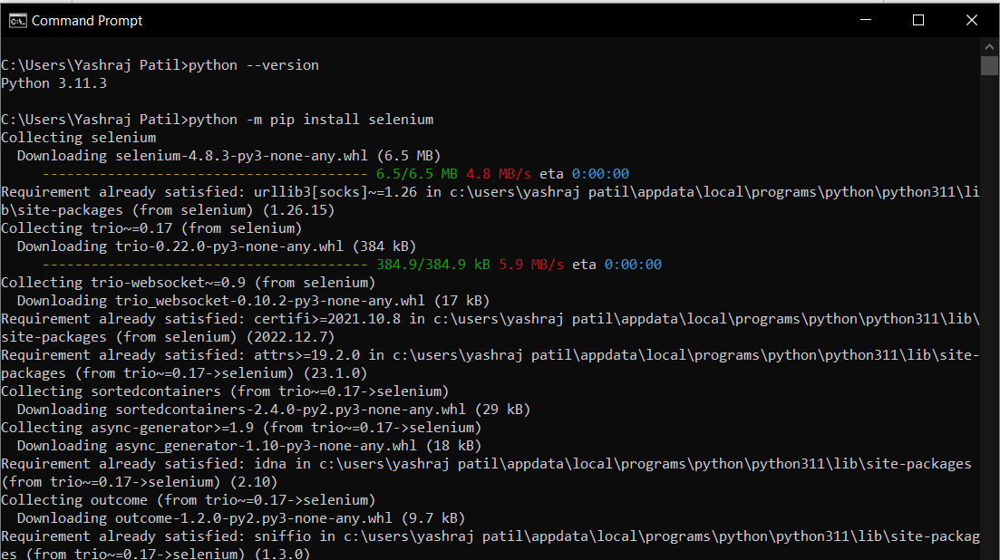 Command Prompt
C:\Users\Yashraj Patil>python --version
Python 3.11.3
C:\Users\Yashraj Patil>python -m pip install selenium
Collecting selenium
  Downloading selenium-4.8.3-py3-none-any.whl (6.5 MB)
     ---------------------------------------- 6.5/6.5 MB 4.8 MB/s eta 0:00:00
Requirement already satisfied: urllib3[socks]~=1.26 in c:\users\yashraj patil\appdata\local\programs\python\python311\li
b\site-packages (from selenium) (1.26.15)
Collecting trio~=0.17 (from selenium)
  Downloading trio-0.22.0-py3-none-any.whl (384 kB)
     ---------------------------------------- 384.9/384.9 kB 5.9 MB/s eta 0:00:00
Collecting trio-websocket~=0.9 (from selenium)
  Downloading trio_websocket-0.10.2-py3-none-any.whl (17 kB)
Requirement already satisfied: certifi>=2021.10.8 in c:\users\yashraj patil\appdata\local\programs\python\python311\lib\
site-packages (from selenium) (2022.12.7)
Requirement already satisfied: attrs>=19.2.0 in c:\users\yashraj patil\appdata\local\programs\python\python311\lib\site-
packages (from trio~=0.17->selenium) (23.1.0)
Collecting sortedcontainers (from trio~=0.17->selenium)
  Downloading sortedcontainers-2.4.0-py2.py3-none-any.whl (29 kB)
Collecting async-generator>=1.9 (from trio~=0.17->selenium)
  Downloading async_generator-1.10-py3-none-any.whl (18 kB)
Requirement already satisfied: idna in c:\users\yashraj patil\appdata\local\programs\python\python311\lib\site-packages
(from trio~=0.17->selenium) (2.10)
Collecting outcome (from trio~=0.17->selenium)
  Downloading outcome-1.2.0-py2.py3-none-any.whl (9.7 kB)
Requirement already satisfied: sniffio in c:\users\yashraj patil\appdata\local\programs\python\python311\lib\site-packag
es (from trio~=0.17->selenium) (1.3.0)